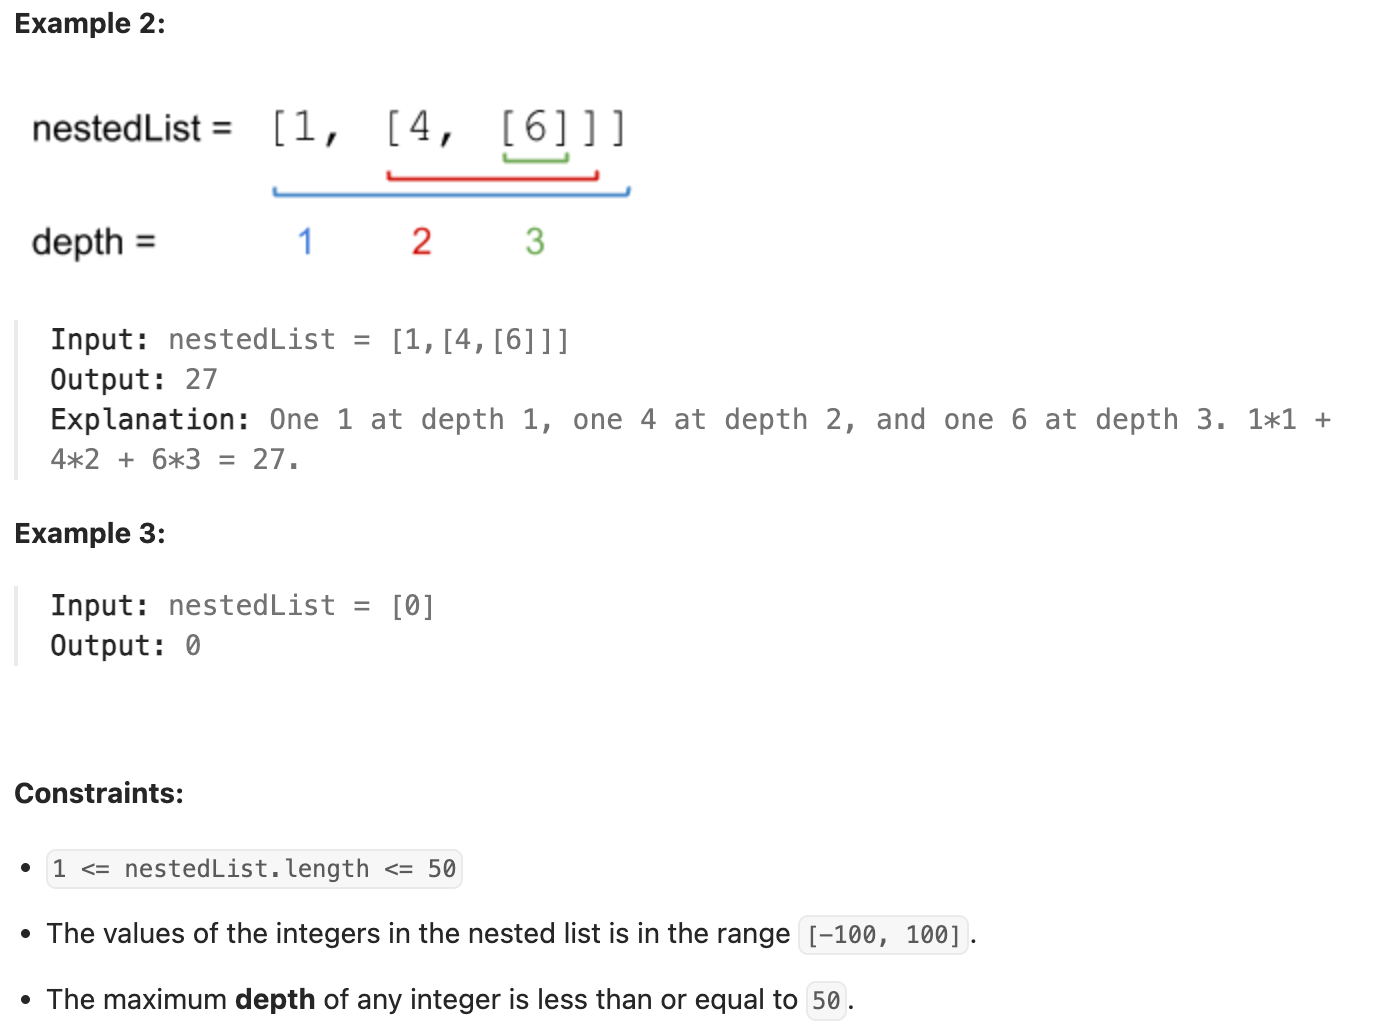 Example 2:
nestedList = [1, [4, [6]]]
depth = 1 2 3
Input: nestedList = [1,[4,[6]]]
Output: 27
Explanation: One 1 at depth 1, one 4 at depth 2, and one 6 at depth 3. 1*1 +
4*2 + 6*3 = 27.
Example 3:
Input: nestedList = [0]
Output: 0
Constraints:
• 1 <= nestedList.length <= 50
• The values of the integers in the nested list is in the range [-100, 100].
• The maximum depth of any integer is less than or equal to 50.